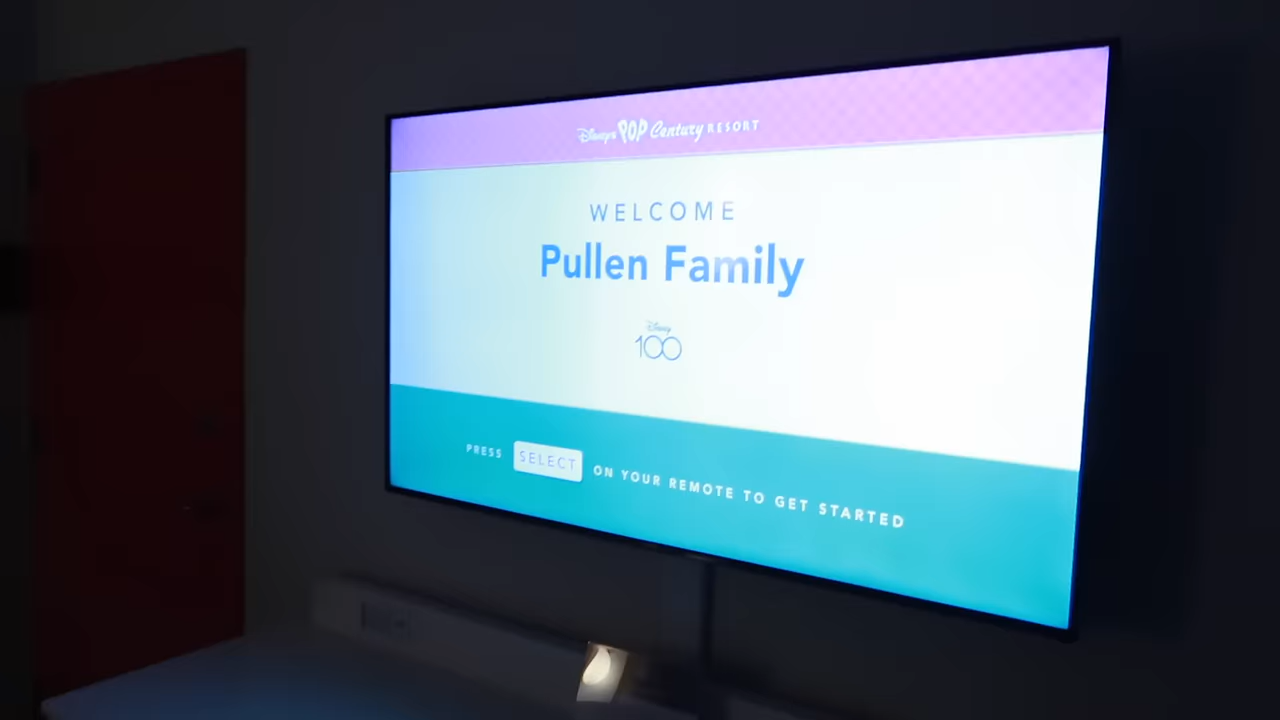 Disney's POP Century RESORT
WELCOME
Pullen Family
Disney
100
PRESS SELECT ON YOUR REMOTE TO GET STARTED